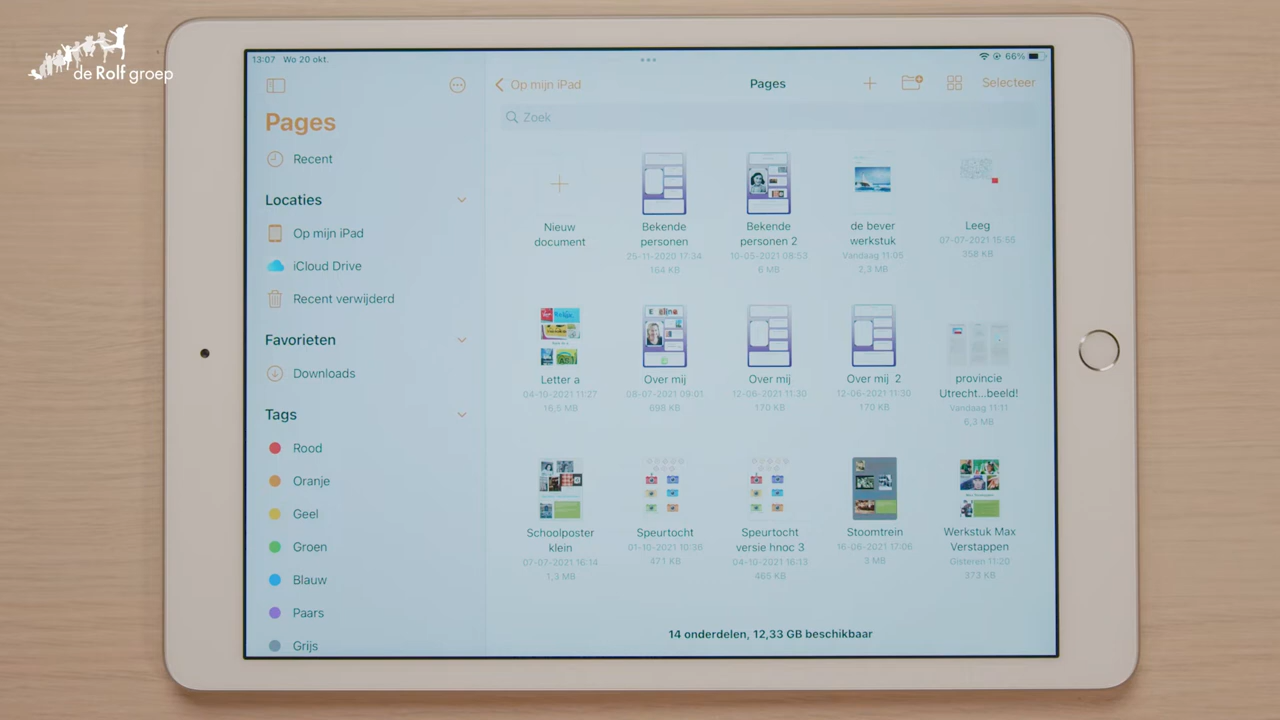 de Rolf groep
13:07 Wo 20 okt.
66%
Pages
Recent
Locaties
Op mijn iPad
iCloud Drive
Recent verwijderd
Favorieten
Downloads
Tags
Rood
Oranje
Geel
Groen
Blauw
Paars
Grijs
Op mijn iPad
Pages
Selecteer
Zoek
Nieuw
document
Bekende
personen
25-11-2020 17:34
164 KB
Bekende
personen 2
10-05-2021 08:53
6 MB
de bever
werkstuk
Vandaag 11:05
2,3 MB
Leeg
07-07-2021 15:55
358 KB
Letter a
04-10-2021 11:27
16,5 MB
Over mij
08-07-2021 09:01
698 KB
Over mij
12-06-2021 11:30
170 KB
Over mij 2
12-06-2021 11:30
170 KB
provincie
Utrecht...beeld!
Vandaag 11:11
6,3 MB
Schoolposter
klein
07-07-2021 16:14
1,3 MB
Speurtocht
01-10-2021 10:36
471 KB
Speurtocht
versie hnoc 3
04-10-2021 16:13
465 KB
Stoomtrein
16-06-2021 17:06
3 MB
Werkstuk Max
Verstappen
Gisteren 11:20
373 KB
14 onderdelen, 12,33 GB beschikbaar